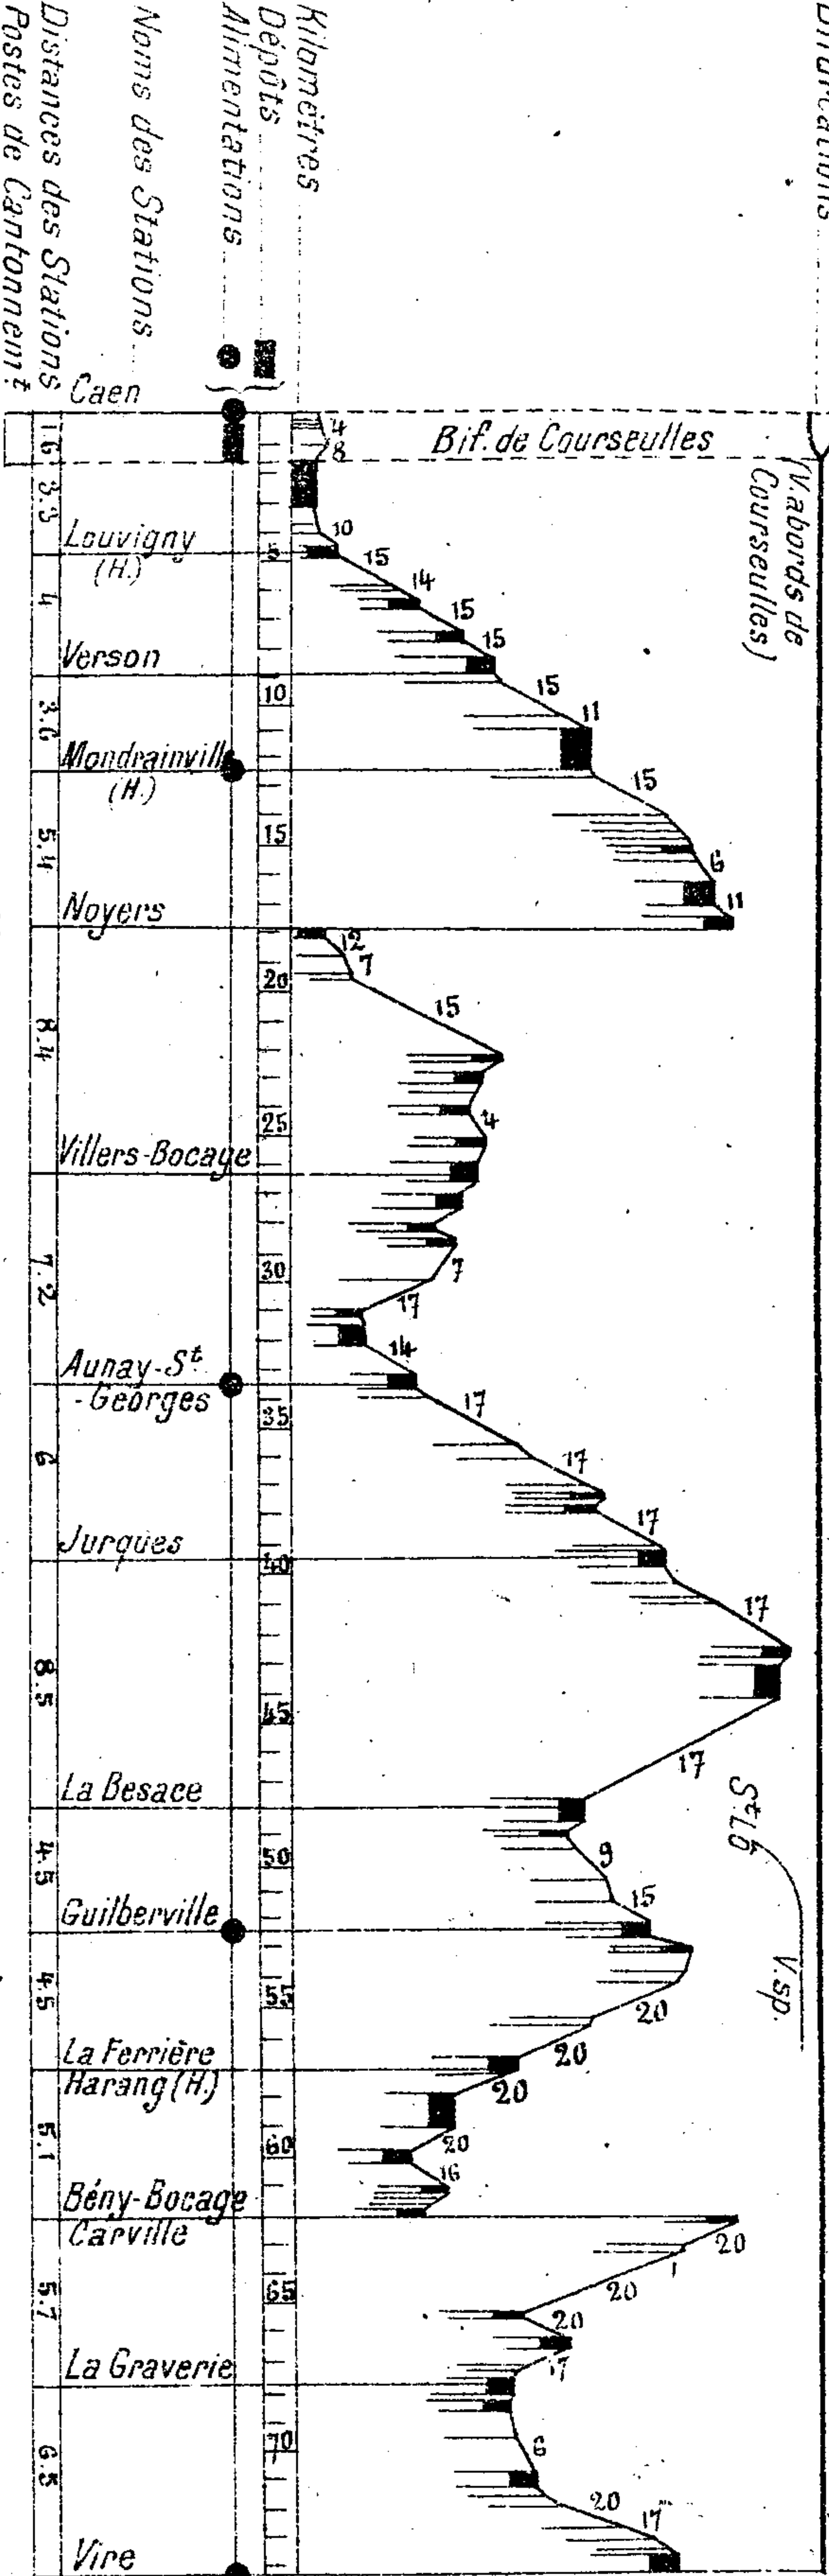 Bifurcations
Kilomètres
Dépôts
Alimentations
Noms des Stations
Distances des Stations
Postes de Cantonnemt.
Caen
Bif. de Courseulles
(V. abords de
Courseulles)
Louvigny
(H.)
Verson
Mondrainville
(H.)
Noyers
Villers-Bocage
Aunay-St
-Georges
Jurques
La Besace
Guilberville
La Ferrière
Harang (H.)
Bény-Bocage
Carville
La Graverie
Vire
St Lô
V. sp.
1.6
3.3
4
3.6
5.4
8.4
7.2
6
8.5
4.5
4.5
5.1
5.7
6.5
5
10
15
20
25
30
35
40
45
50
55
60
65
70
4
8
10
15
14
15
15
15
11
15
6
11
12
7
15
4
7
17
14
17
17
17
17
17
9
15
20
20
20
20
16
20
20
20
17
6
20
17